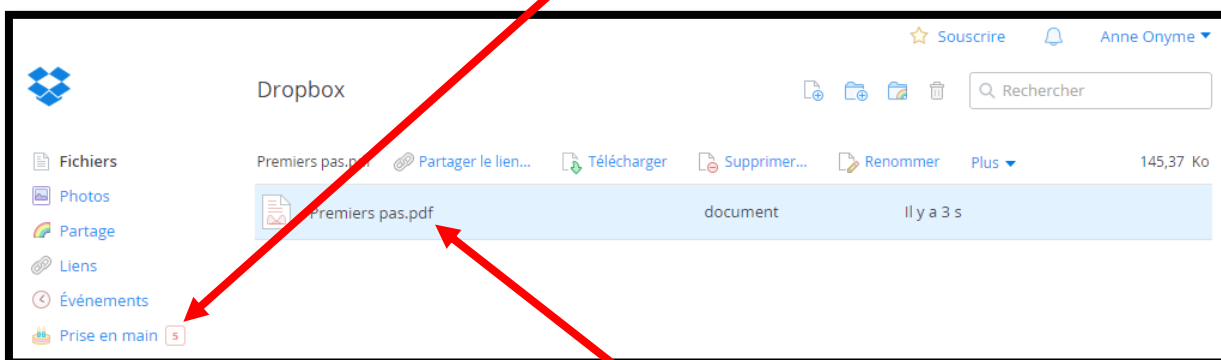 Souscrire Anne Onyme
Dropbox
Rechercher
Fichiers
Premiers pas.pdf Partager le lien... Télécharger Supprimer... Renommer Plus 145,37 Ko
Photos
Premiers pas.pdf document Il y a 3 s
Partage
Liens
Événements
Prise en main 5